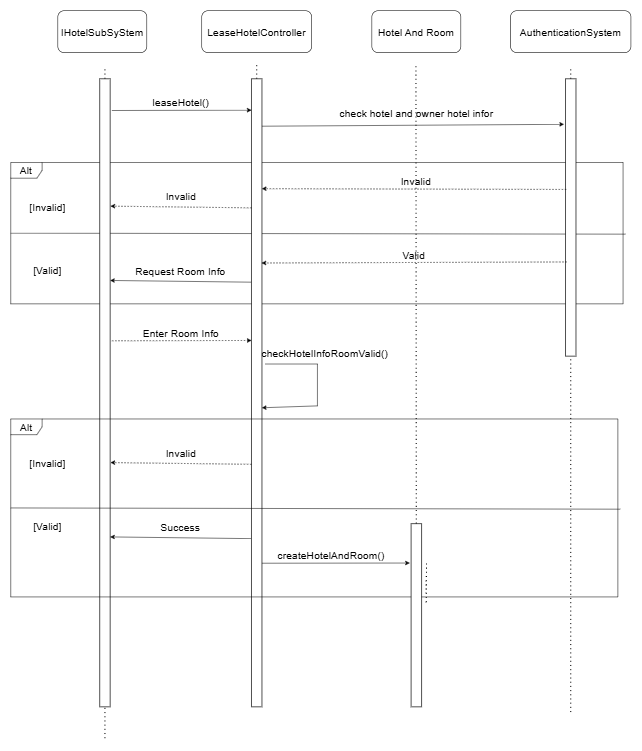 IHotelSubSyStem
LeaseHotelController
Hotel And Room
AuthenticationSystem
leaseHotel()
check hotel and owner hotel infor
Alt
Invalid
Invalid
[Invalid]
Valid
[Valid]
Request Room Info
Enter Room Info
checkHotelInfoRoomValid()
Alt
Invalid
[Invalid]
[Valid]
Success
createHotelAndRoom()